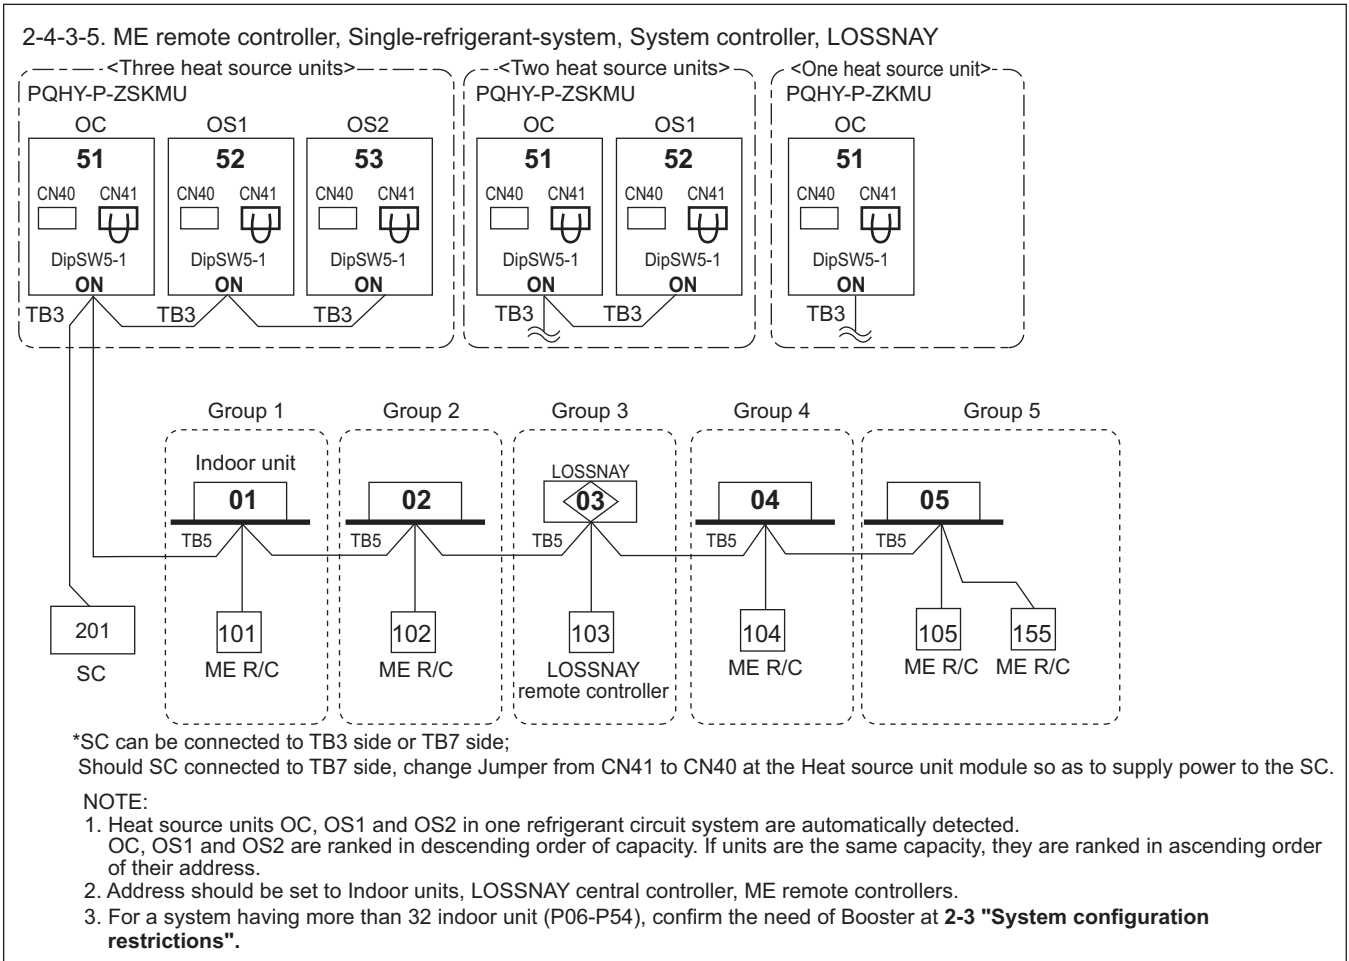 2-4-3-5. ME remote controller, Single-refrigerant-system, System controller, LOSSNAY
<Three heat source units> <Two heat source units> <One heat source unit>
PQHY-P-ZSKMU PQHY-P-ZSKMU PQHY-P-ZKMU
OC OS1 OS2 OC OS1 OC
51 52 53 51 52 51
CN40 CN41 CN40 CN41 CN40 CN41 CN40 CN41 CN40 CN41 CN40 CN41
DipSW5-1 DipSW5-1 DipSW5-1 DipSW5-1 DipSW5-1 DipSW5-1
ON ON ON ON ON ON
TB3 TB3 TB3 TB3 TB3 TB3
Group 1 Group 2 Group 3 Group 4 Group 5
Indoor unit LOSSNAY
01 02 03 04 05
TB5 TB5 TB5 TB5 TB5
201 101 102 103 104 105 155
SC ME R/C ME R/C LOSSNAY ME R/C ME R/C ME R/C
remote controller
*SC can be connected to TB3 side or TB7 side;
Should SC connected to TB7 side, change Jumper from CN41 to CN40 at the Heat source unit module so as to supply power to the SC.
NOTE:
1. Heat source units OC, OS1 and OS2 in one refrigerant circuit system are automatically detected.
OC, OS1 and OS2 are ranked in descending order of capacity. If units are the same capacity, they are ranked in ascending order
of their address.
2. Address should be set to Indoor units, LOSSNAY central controller, ME remote controllers.
3. For a system having more than 32 indoor unit (P06-P54), confirm the need of Booster at 2-3 "System configuration
restrictions".